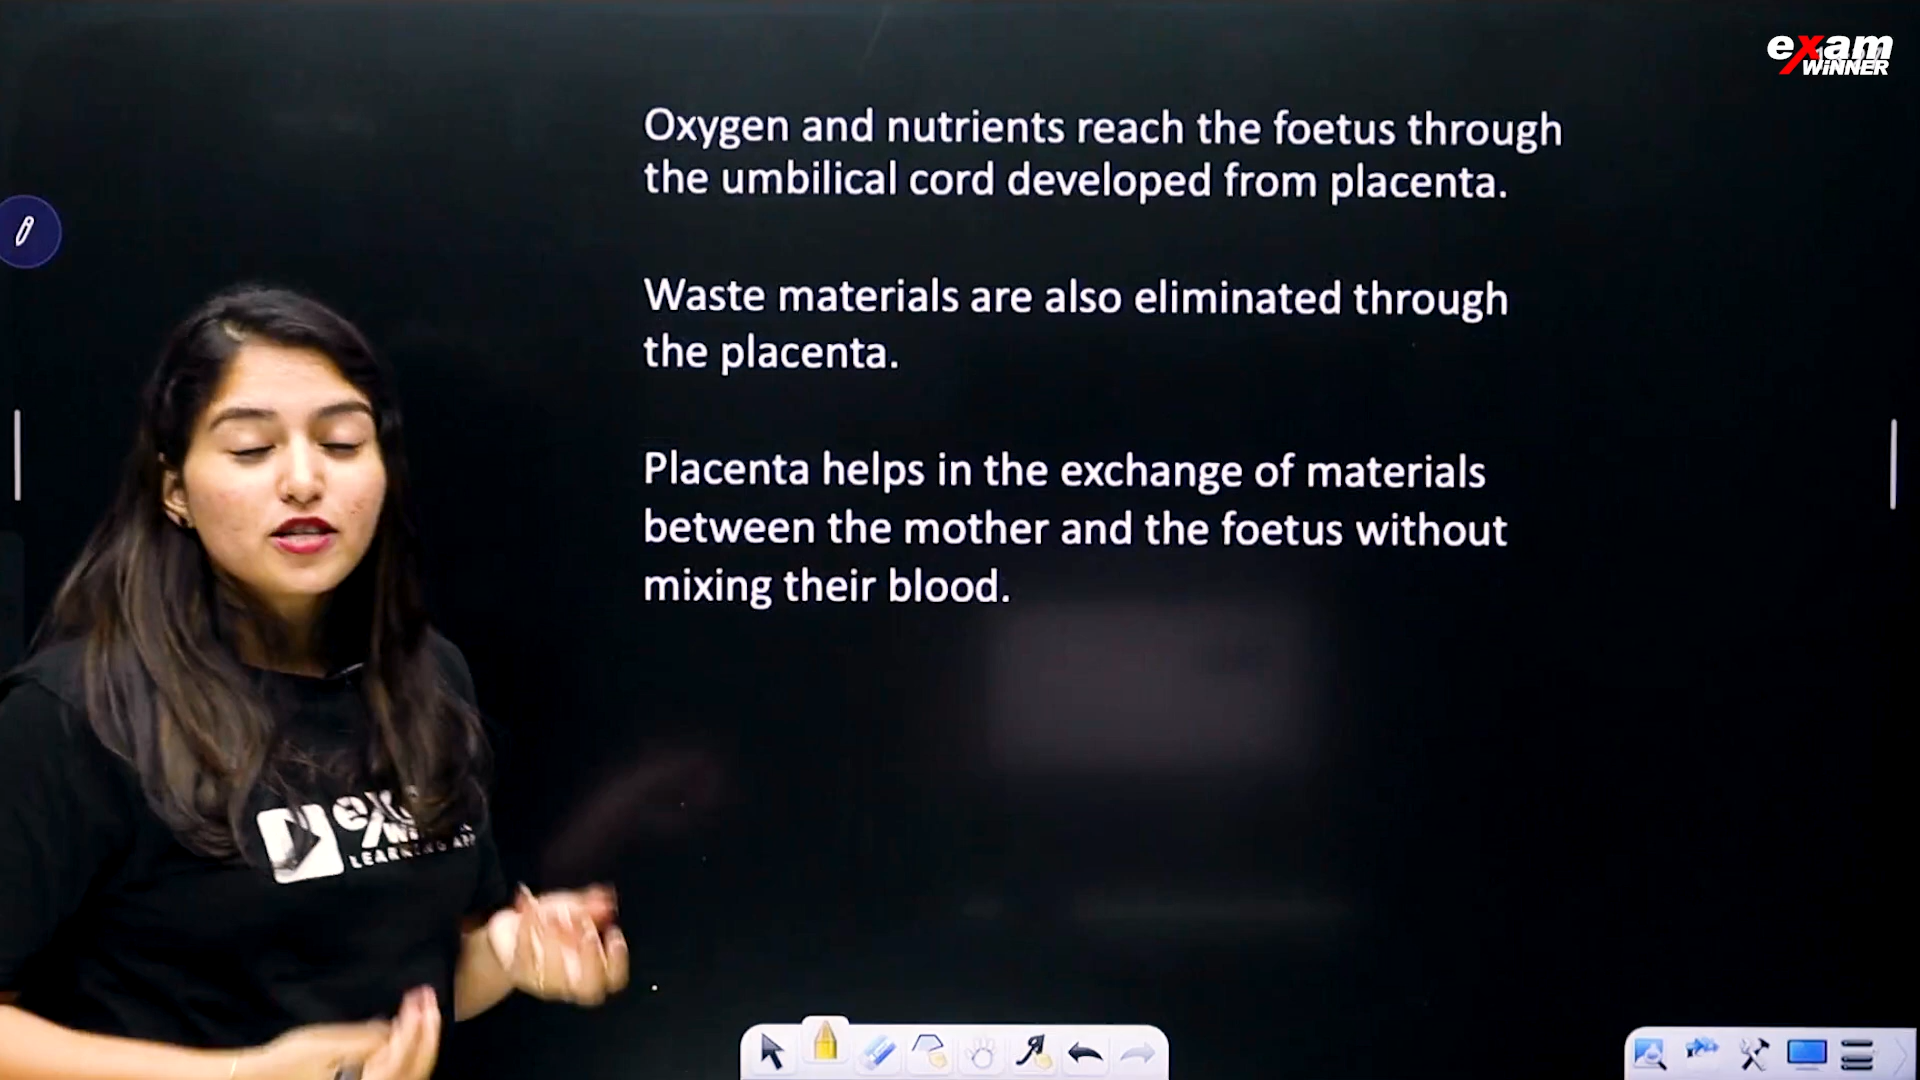 exam
WINNER
Oxygen and nutrients reach the foetus through
the umbilical cord developed from placenta.
Waste materials are also eliminated through
the placenta.
Placenta helps in the exchange of materials
between the mother and the foetus without
mixing their blood.
LEARNING APP